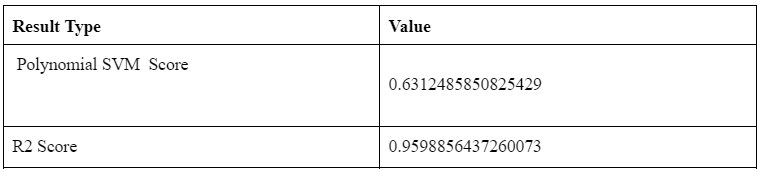 Result Type Value
Polynomial SVM Score
0.6312485850825429
R2 Score 0.9598856437260073